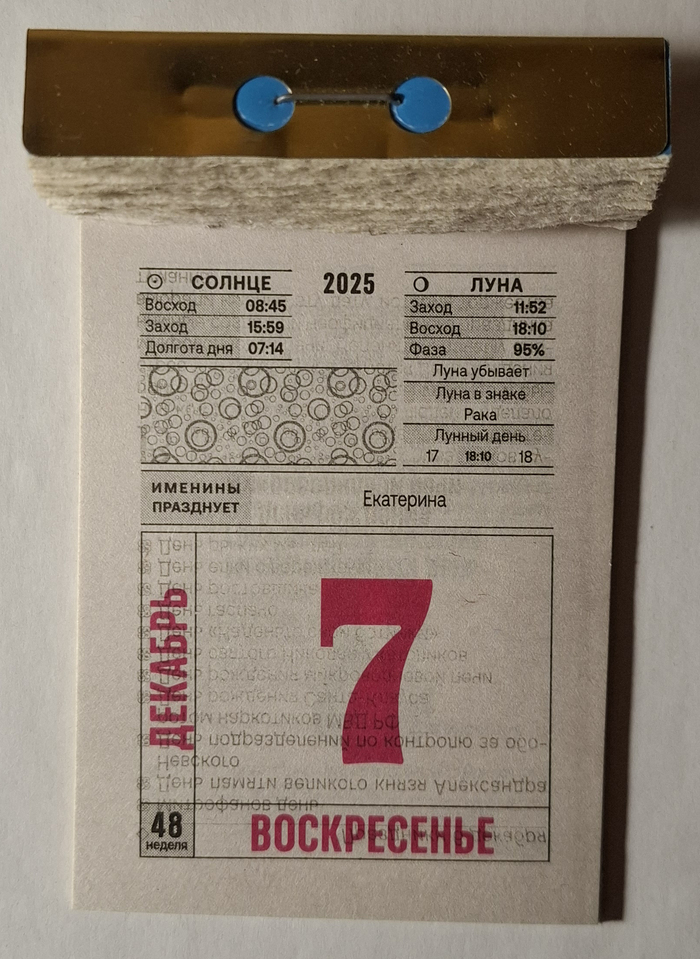 СОЛНЦЕ
Восход 08:45
Заход 15:59
Долгота дня 07:14
2025
ЛУНА
Заход 11:52
Восход 18:10
Фаза 95%
Луна убывает
Луна в знаке
Рака
Лунный день
17 18:10 18
ИМЕНИНЫ
ПРАЗДНУЕТ
Екатерина
ДЕКАБРЬ
7
48
неделя
ВОСКРЕСЕНЬЕ